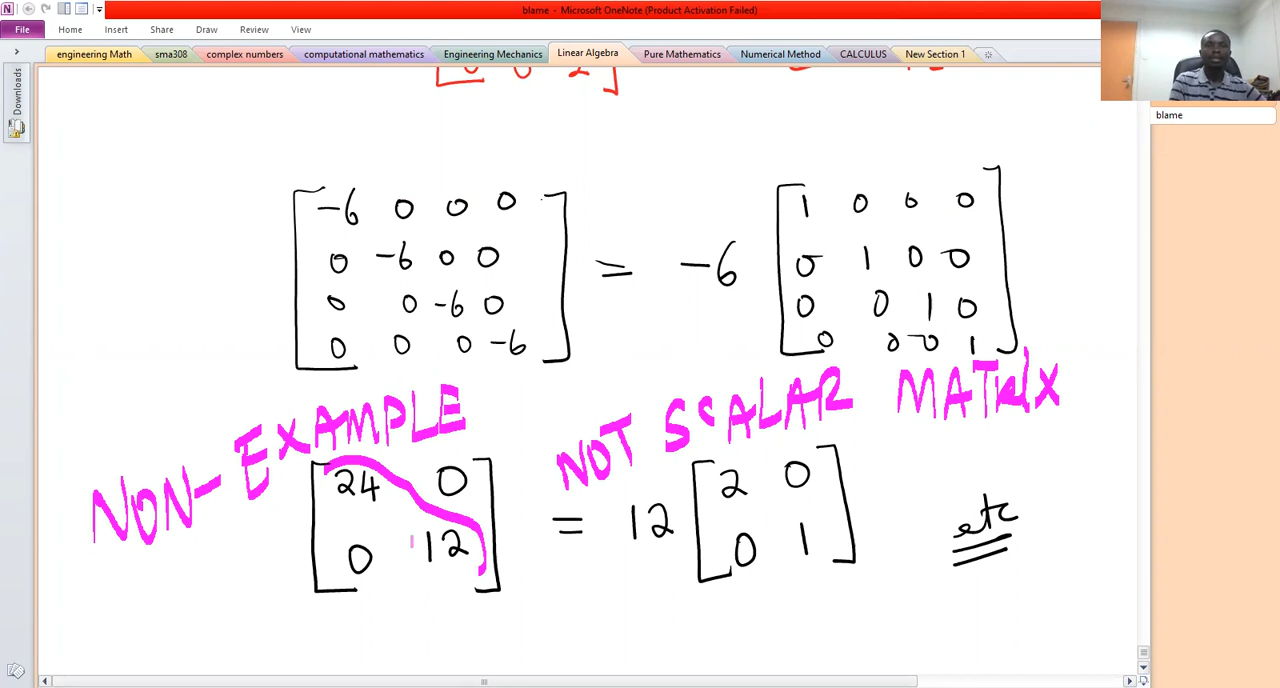 blame - Microsoft OneNote (Product Activation Failed)
File Home Insert Share Draw Review View
engineering Math sma308 complex numbers computational mathematics Engineering Mechanics Linear Algebra Pure Mathematics Numerical Method CALCULUS New Section 1
Downloads
blame
-6 0 0 0
0 -6 0 0
0 0 -6 0
0 0 0 -6
= -6
1 0 0 0
0 1 0 0
0 0 1 0
0 0 0 1
NON-EXAMPLE
NOT SCALAR MATRIX
24 0
0 12
= 12
2 0
0 1
etc